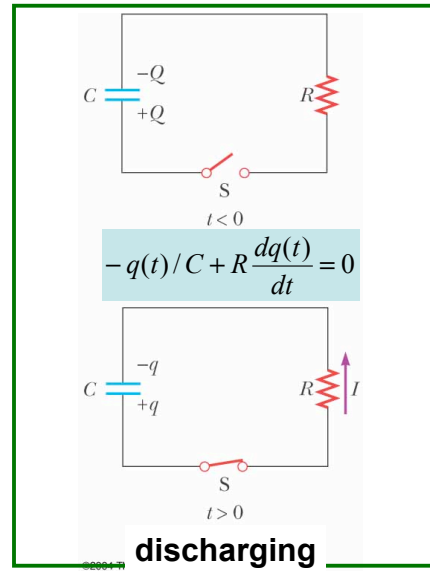 −Q
C
R
+Q
S
t < 0
− q(t) / C + R dq(t)/dt = 0
−q
C
R
I
+q
S
t > 0
discharging